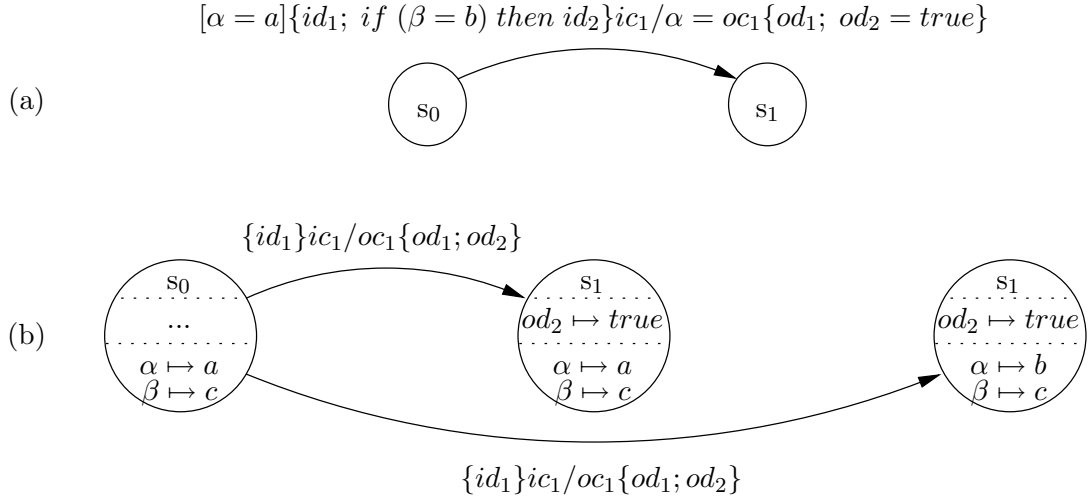 [α = a]{id₁; if (β = b) then id₂}ic₁/α = oc₁{od₁; od₂ = true}
(a)
s₀
s₁
{id₁}ic₁/oc₁{od₁; od₂}
(b)
s₀
...
α ↦ a
β ↦ c
s₁
od₂ ↦ true
α ↦ a
β ↦ c
s₁
od₂ ↦ true
α ↦ b
β ↦ c
{id₁}ic₁/oc₁{od₁; od₂}